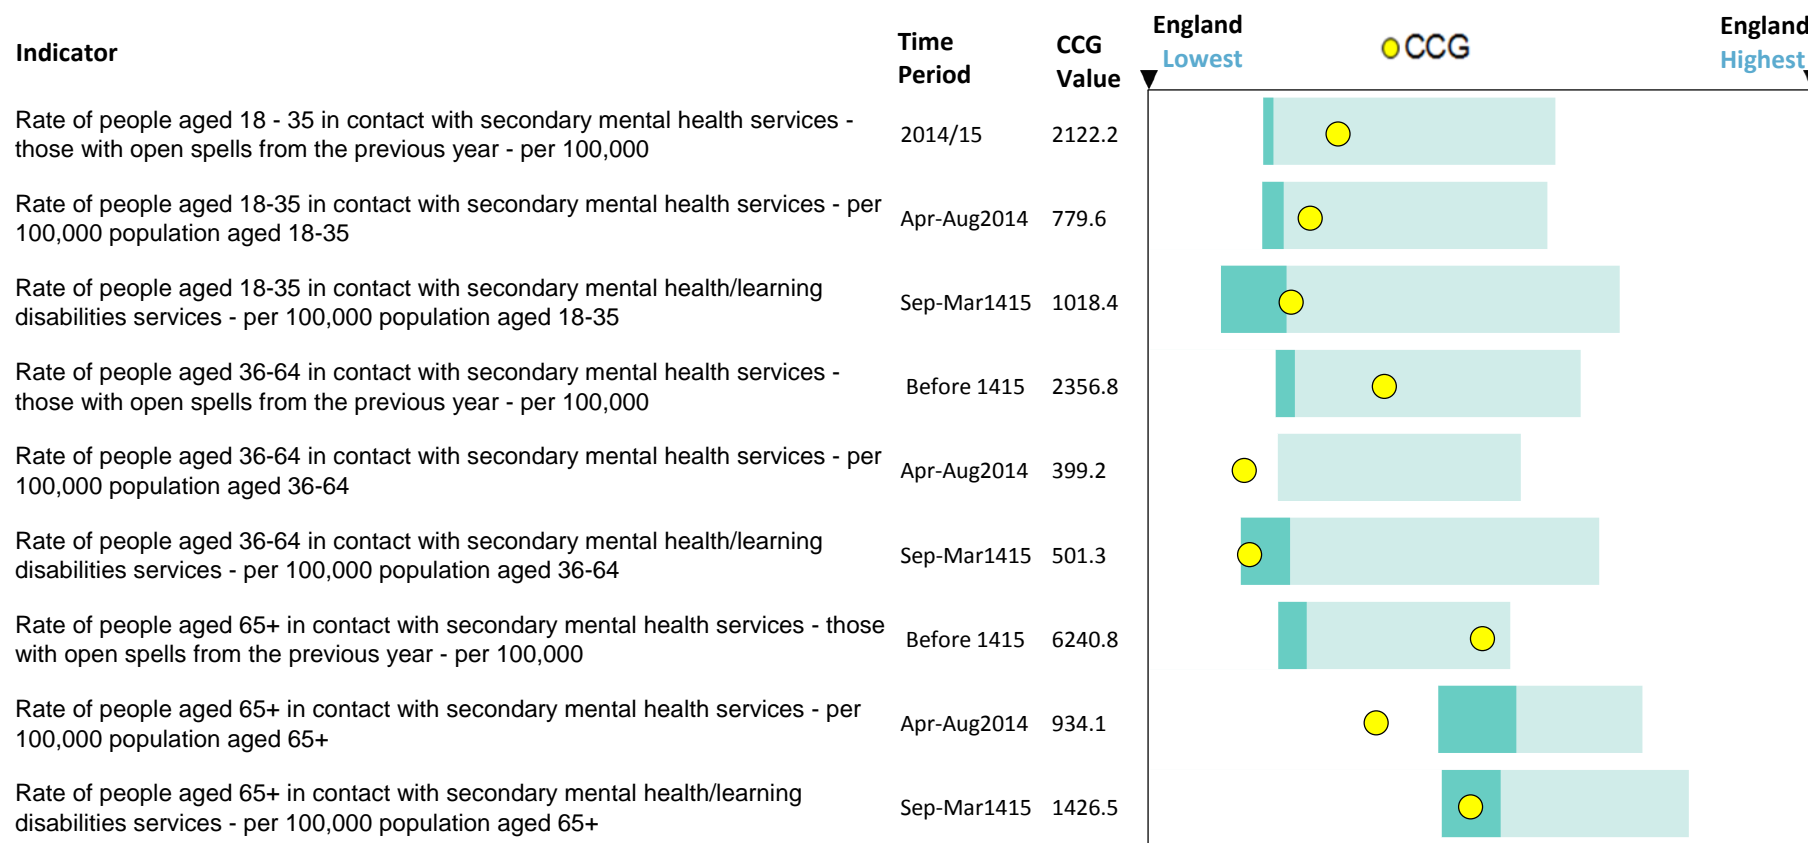 Indicator
Time
Period
CCG
Value
England
Lowest
CCG
England
Highest
Rate of people aged 18 - 35 in contact with secondary mental health services -
those with open spells from the previous year - per 100,000
2014/15
2122.2
Rate of people aged 18-35 in contact with secondary mental health services - per
100,000 population aged 18-35
Apr-Aug2014
779.6
Rate of people aged 18-35 in contact with secondary mental health/learning
disabilities services - per 100,000 population aged 18-35
Sep-Mar1415
1018.4
Rate of people aged 36-64 in contact with secondary mental health services -
those with open spells from the previous year - per 100,000
Before 1415
2356.8
Rate of people aged 36-64 in contact with secondary mental health services - per
100,000 population aged 36-64
Apr-Aug2014
399.2
Rate of people aged 36-64 in contact with secondary mental health/learning
disabilities services - per 100,000 population aged 36-64
Sep-Mar1415
501.3
Rate of people aged 65+ in contact with secondary mental health services - those
with open spells from the previous year - per 100,000
Before 1415
6240.8
Rate of people aged 65+ in contact with secondary mental health services - per
100,000 population aged 65+
Apr-Aug2014
934.1
Rate of people aged 65+ in contact with secondary mental health/learning
disabilities services - per 100,000 population aged 65+
Sep-Mar1415
1426.5